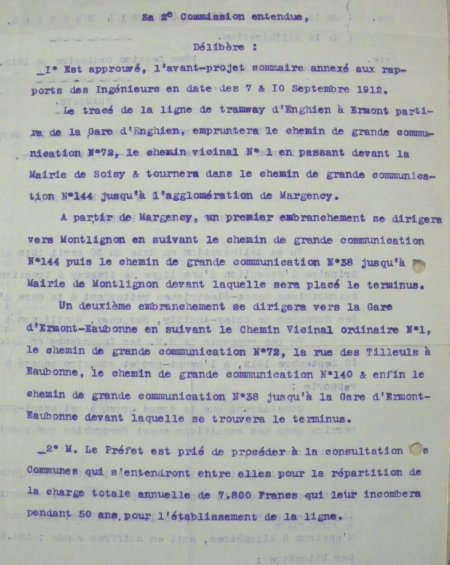 Sa 2° Commission entendue,
Délibère :
_I° Est approuvé, l'avant-projet sommaire annexé aux rap-
ports des Ingénieurs en date des 7 & IO Septembre 1912.
Le tracé de la ligne de tramway d'Enghien à Ermont parti-
ra de la Gare d'Enghien, empruntera le chemin de grande commu-
nication N°72, le chemin vicinal N° 1 en passant devant la
Mairie de Soisy & tournera dans le chemin de grande communica-
tion N°144 jusqu'à l'agglomération de Margency.
A partir de Margency, un premier embranchement se dirigera
vers Montlignon en suivant le chemin de grande communication
N°144 puis le chemin de grande communication N°38 jusqu'à
Mairie de Montlignon devant laquelle sera placé le terminus.
Un deuxième embranchement se dirigera vers la Gare
d'Ermont-Eaubonne en suivant le Chemin Vicinal ordinaire N°1,
le chemin de grande communication N°72, la rue des Tilleuls à
Eaubonne, le chemin de grande communication N°140 & enfin le
chemin de grande communication N°38 jusqu'à la Gare d'Ermont-
Eaubonne devant laquelle se trouvera le terminus.
_2° M. Le Préfet est prié de procéder à la consultation s
Communes qui s'entendront entre elles pour la répartition de
la charge totale annuelle de 7.800 Francs qui leur incombera
pendant 50 ans pour l'établissement de la ligne.